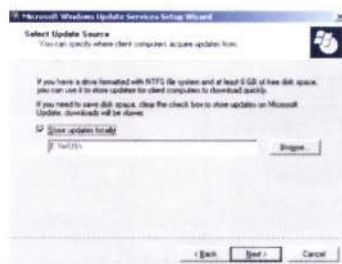 Microsoft Windows Update Services Setup Wizard
Select Update Source
You can specify where client computers acquire updates from.
If you have a drive formatted with NTFS file system and at least 6 GB of free disk space,
you can use it to store updates for client computers to download quickly.
If you need to save disk space, clear the check box to store updates on Microsoft
Update, downloads will be slower.
Store updates locally
Browse...
< Back
Next >
Cancel